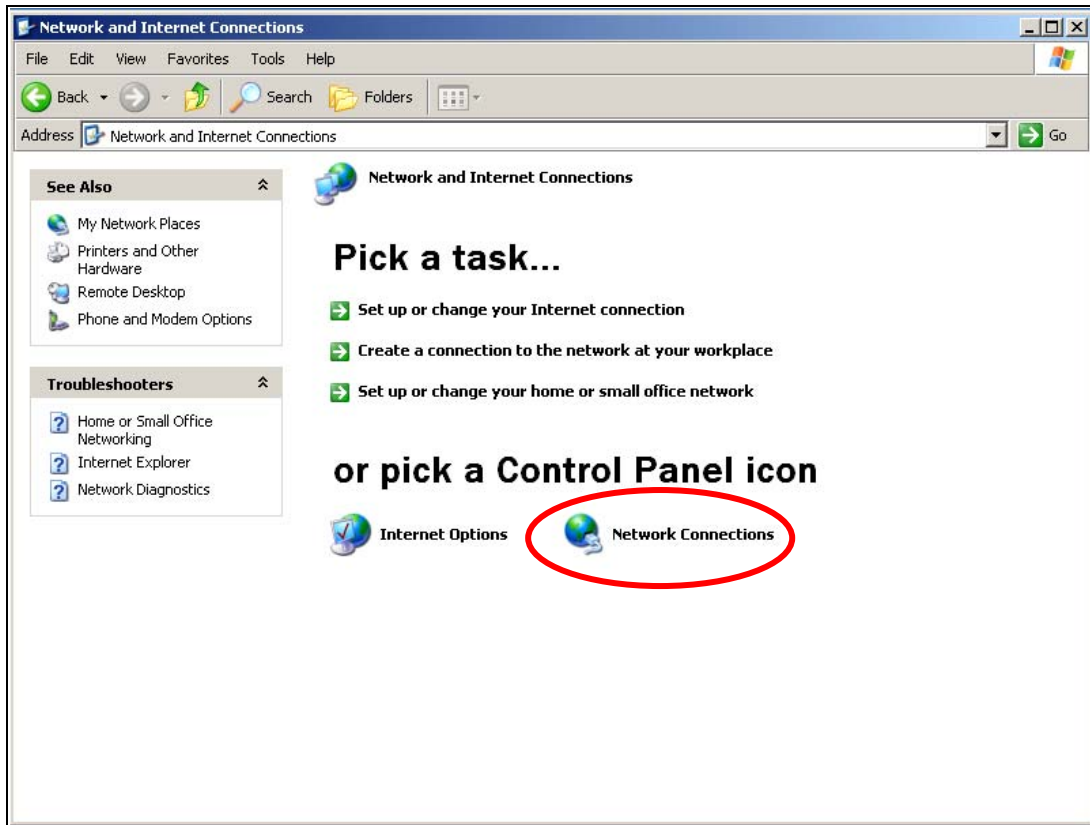 Network and Internet Connections
File Edit View Favorites Tools Help
Back Search Folders
Address Network and Internet Connections Go
See Also
My Network Places
Printers and Other
Hardware
Remote Desktop
Phone and Modem Options
Troubleshooters
Home or Small Office
Networking
Internet Explorer
Network Diagnostics
Network and Internet Connections
Pick a task...
Set up or change your Internet connection
Create a connection to the network at your workplace
Set up or change your home or small office network
or pick a Control Panel icon
Internet Options Network Connections